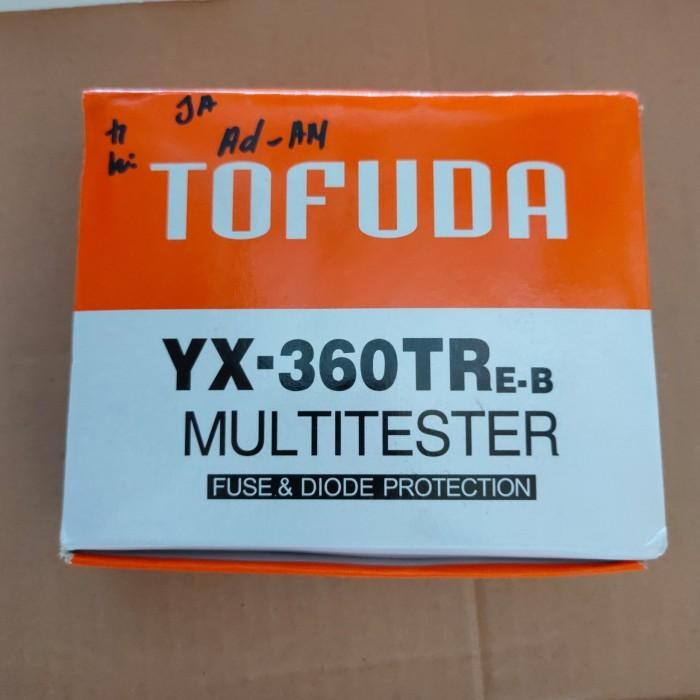 JA
Ad-AM
TOFUDA
YX-360TRE-B
MULTITESTER
FUSE & DIODE PROTECTION